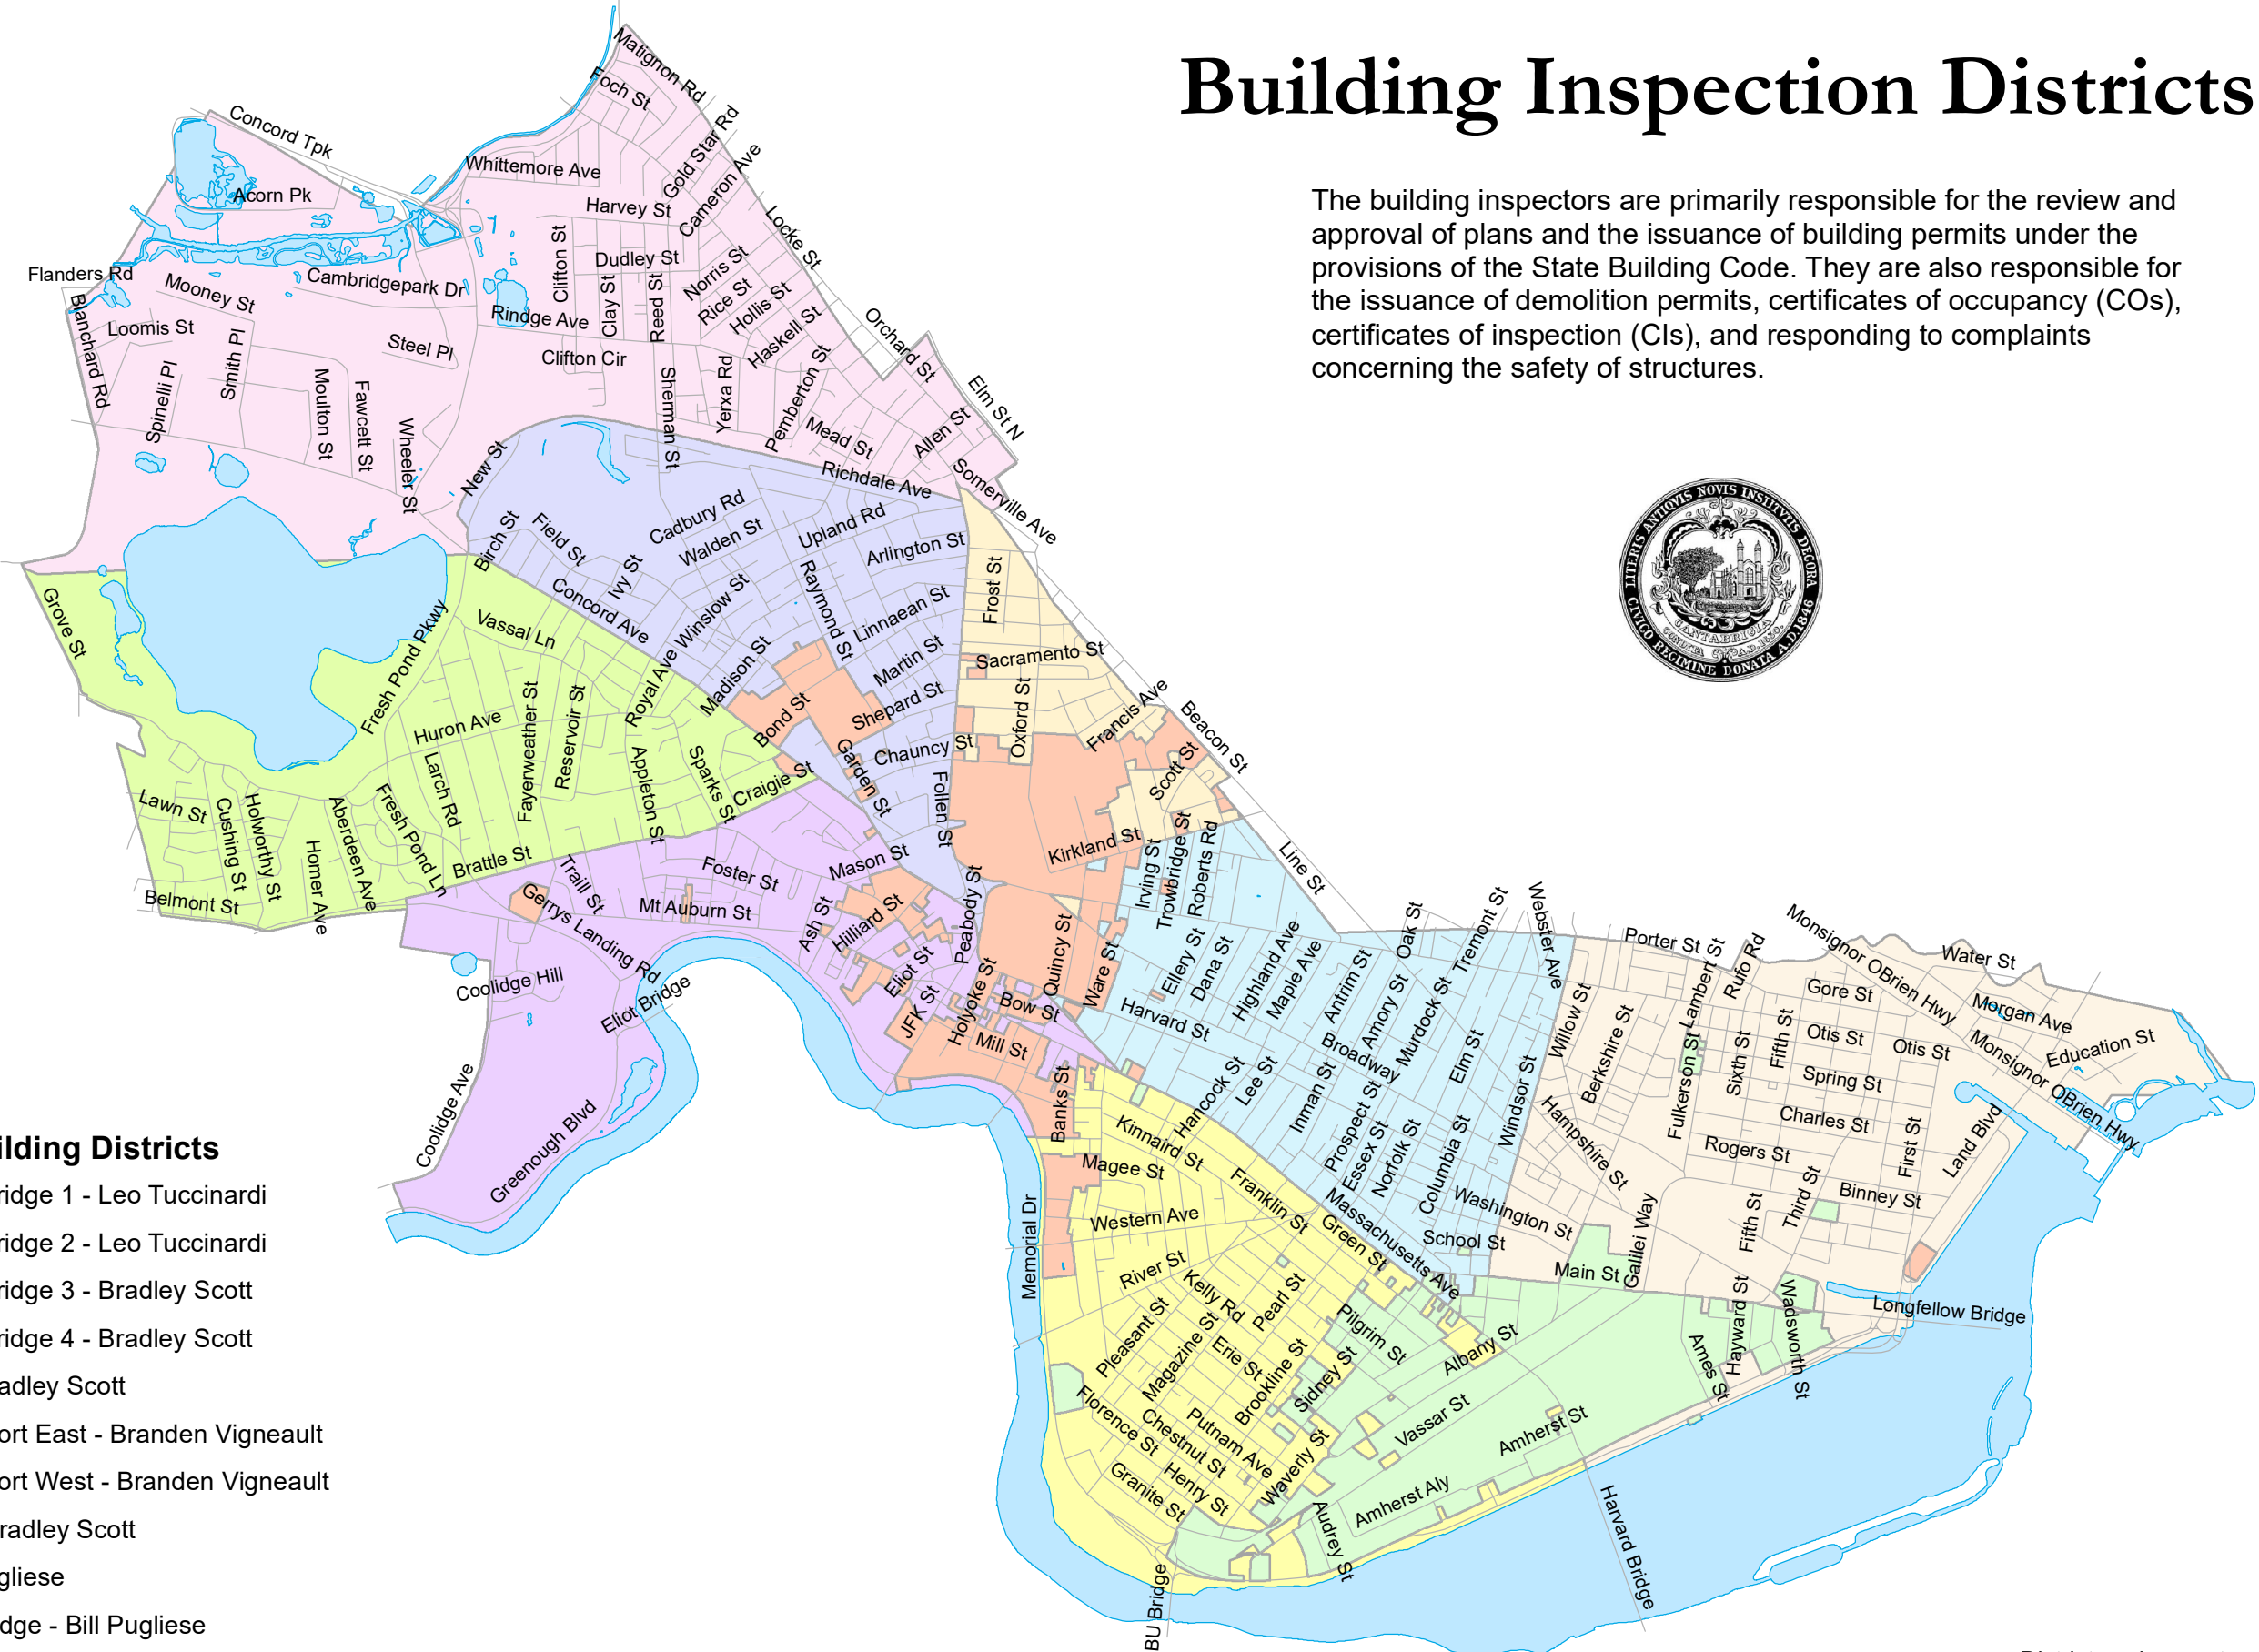 Building Inspection Districts
The building inspectors are primarily responsible for the review and
approval of plans and the issuance of building permits under the
provisions of the State Building Code. They are also responsible for
the issuance of demolition permits, certificates of occupancy (COs),
certificates of inspection (CIs), and responding to complaints
concerning the safety of structures.
Matignon Rd
Foch St
Concord Tpk
Gold Star Rd
Whittemore Ave
Cameron Ave
Acorn Pk
Harvey St
Locke St
Clifton St
Dudley St
Flanders Rd
Mooney St
Cambridgepark Dr
Clay St
Reed St
Norris St
Rice St
Hollis St
Haskell St
Blanchard Rd
Loomis St
Rindge Ave
Orchard St
Smith Pl
Steel Pl
Clifton Cir
Spinelli Pl
Moulton St
Fawcett St
Wheeler St
Sherman St
Yerxa Rd
Pemberton St
Mead St
Allen St
Elm St N
New St
Richdale Ave
Somerville Ave
Birch St
Field St
Ivy St
Cadbury Rd
Walden St
Upland Rd
Arlington St
Concord Ave
Winslow St
Raymond St
Linnaean St
Frost St
Grove St
Fresh Pond Pkwy
Vassal Ln
Madison St
Martin St
Sacramento St
Royal Ave
Shepard St
Bond St
Huron Ave
Fayerweather St
Reservoir St
Oxford St
Francis Ave
Beacon St
Larch Rd
Appleton St
Sparks St
Craigie St
Garden St
Chauncy St
Follen St
Scott St
Lawn St
Cushing St
Holworthy St
Homer Ave
Aberdeen Ave
Fresh Pond Ln
Brattle St
Belmont St
Traill St
Foster St
Mason St
Kirkland St
Irving St
Trowbridge St
Roberts Rd
Line St
Gerrys Landing Rd
Mt Auburn St
Ash St
Hilliard St
Peabody St
Quincy St
Ware St
Coolidge Hill
Eliot Bridge
Eliot St
JFK St
Holyoke St
Bow St
Mill St
Banks St
Coolidge Ave
Greenough Blvd
Ellery St
Dana St
Highland Ave
Maple Ave
Antrim St
Amory St
Oak St
Murdock St
Tremont St
Webster Ave
Harvard St
Broadway
Elm St
Hancock St
Lee St
Inman St
Prospect St
Essex St
Norfolk St
Columbia St
Windsor St
Willow St
Berkshire St
Porter St
Lambert St
Rufo Rd
Monsignor OBrien Hwy
Water St
Gore St
Morgan Ave
Fulkerson St
Sixth St
Fifth St
Otis St
Otis St
Education St
Monsignor OBrien Hwy
Spring St
Charles St
Hampshire St
Rogers St
First St
Land Blvd
Third St
Binney St
Fifth St
Washington St
School St
Massachusetts Ave
Main St
Galilei Way
Kinnaird St
Magee St
Franklin St
Green St
Western Ave
Memorial Dr
River St
Kelly Rd
Pearl St
Pleasant St
Magazine St
Erie St
Brookline St
Sidney St
Pilgrim St
Albany St
Hayward St
Wadsworth St
Longfellow Bridge
Ames St
Florence St
Chestnut St
Putnam Ave
Waverly St
Vassar St
Amherst St
Henry St
Granite St
Amherst Aly
Audrey St
Harvard Bridge
BU Bridge
LITERIS ANTIQVIS NOVIS INSTITVTIS DECORA
CIVICO REGIMINE DONATA A.D.1846
CANTABRIGIA
ilding Districts
ridge 1 - Leo Tuccinardi
ridge 2 - Leo Tuccinardi
ridge 3 - Bradley Scott
ridge 4 - Bradley Scott
adley Scott
ort East - Branden Vigneault
ort West - Branden Vigneault
radley Scott
gliese
dge - Bill Pugliese